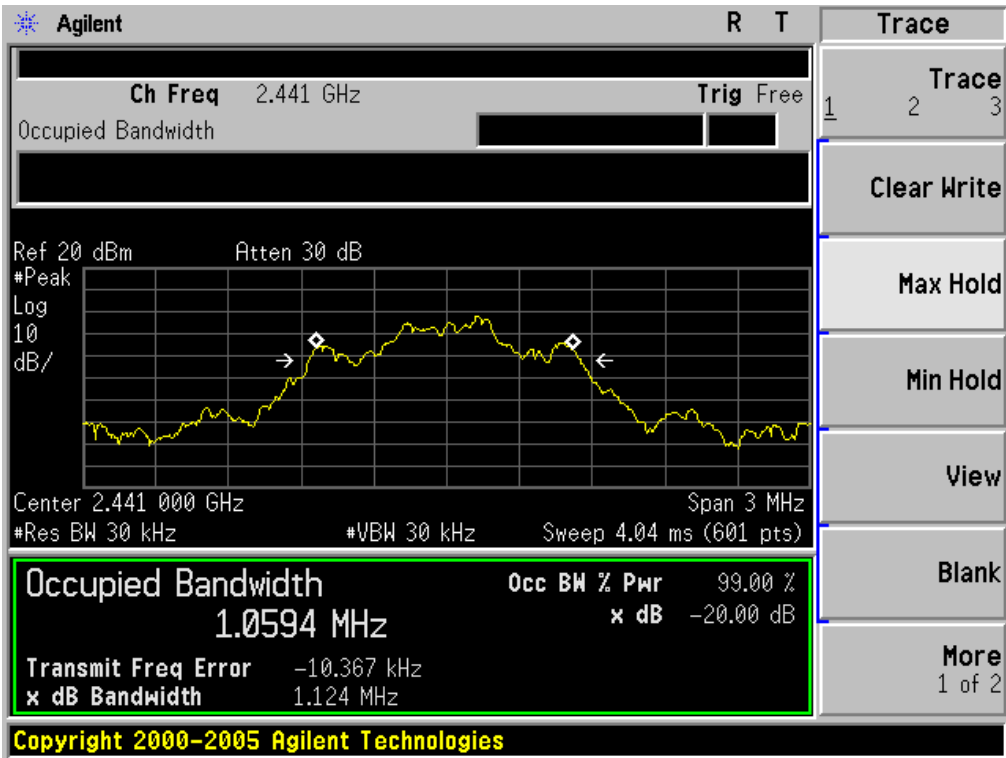 Agilent R T
Ch Freq 2.441 GHz Trig Free
Occupied Bandwidth
Ref 20 dBm Atten 30 dB
#Peak
Log
10
dB/
Center 2.441 000 GHz Span 3 MHz
#Res BW 30 kHz #VBW 30 kHz Sweep 4.04 ms (601 pts)
Occupied Bandwidth
1.0594 MHz
Occ BW % Pwr 99.00 %
x dB -20.00 dB
Transmit Freq Error -10.367 kHz
x dB Bandwidth 1.124 MHz
Copyright 2000-2005 Agilent Technologies
Trace
Trace
1 2 3
Clear Write
Max Hold
Min Hold
View
Blank
More
1 of 2